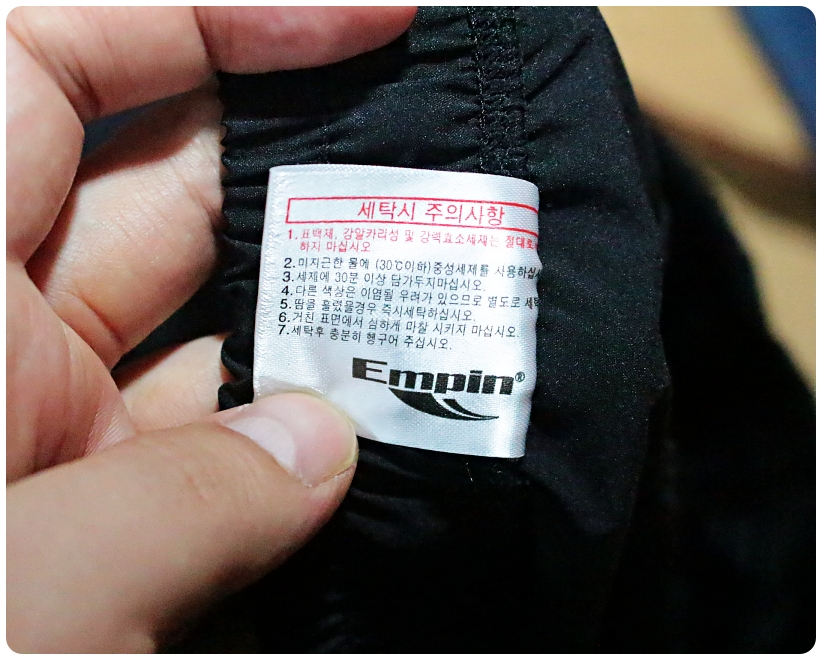 세탁시 주의사항
1. 표백제, 강알카리성 및 강력효소세제는 절대로
하지 마십시오
2. 미지근한 물에 (30℃이하)중성세제를 사용하십
3. 세제에 30분 이상 담가두지마십시오.
4. 다른 색상은 이염될 우려가 있으므로 별도로 세탁
5. 땀을 흘렸을경우 즉시세탁하십시오.
6. 거친 표면에서 심하게 마찰 시키지 마십시오.
7. 세탁후 충분히 헹구어 주십시오.
Empin®